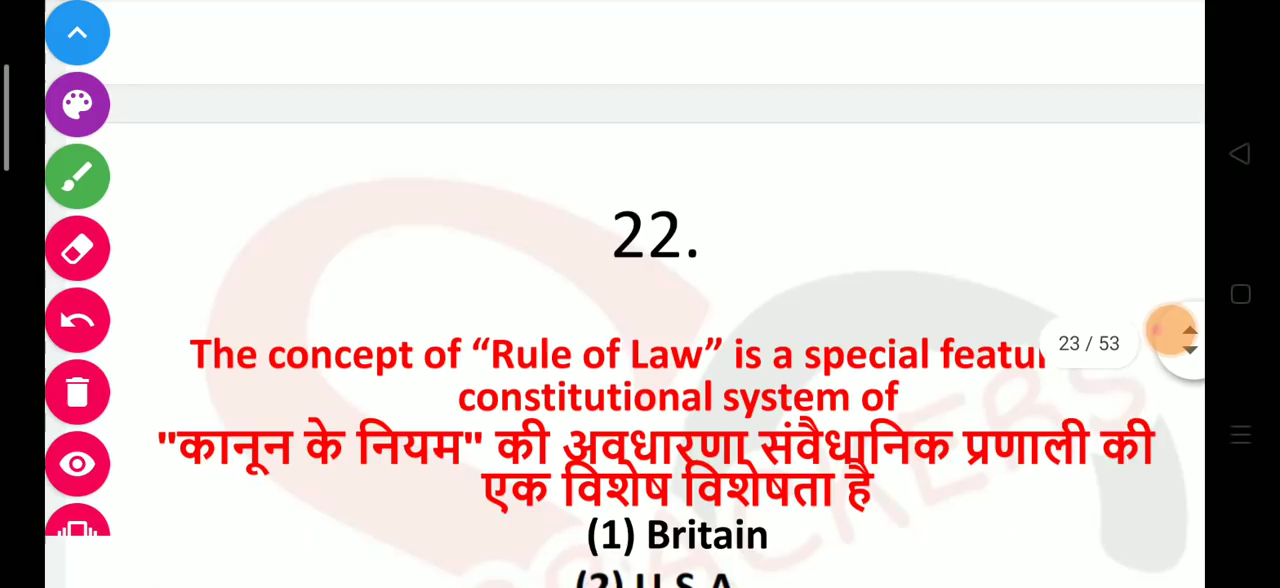 22.
The concept of “Rule of Law” is a special featu
23 / 53
constitutional system of
"कानून के नियम" की अवधारणा संवैधानिक प्रणाली की
एक विशेष विशेषता है
(1) Britain
(2) U.S.A.